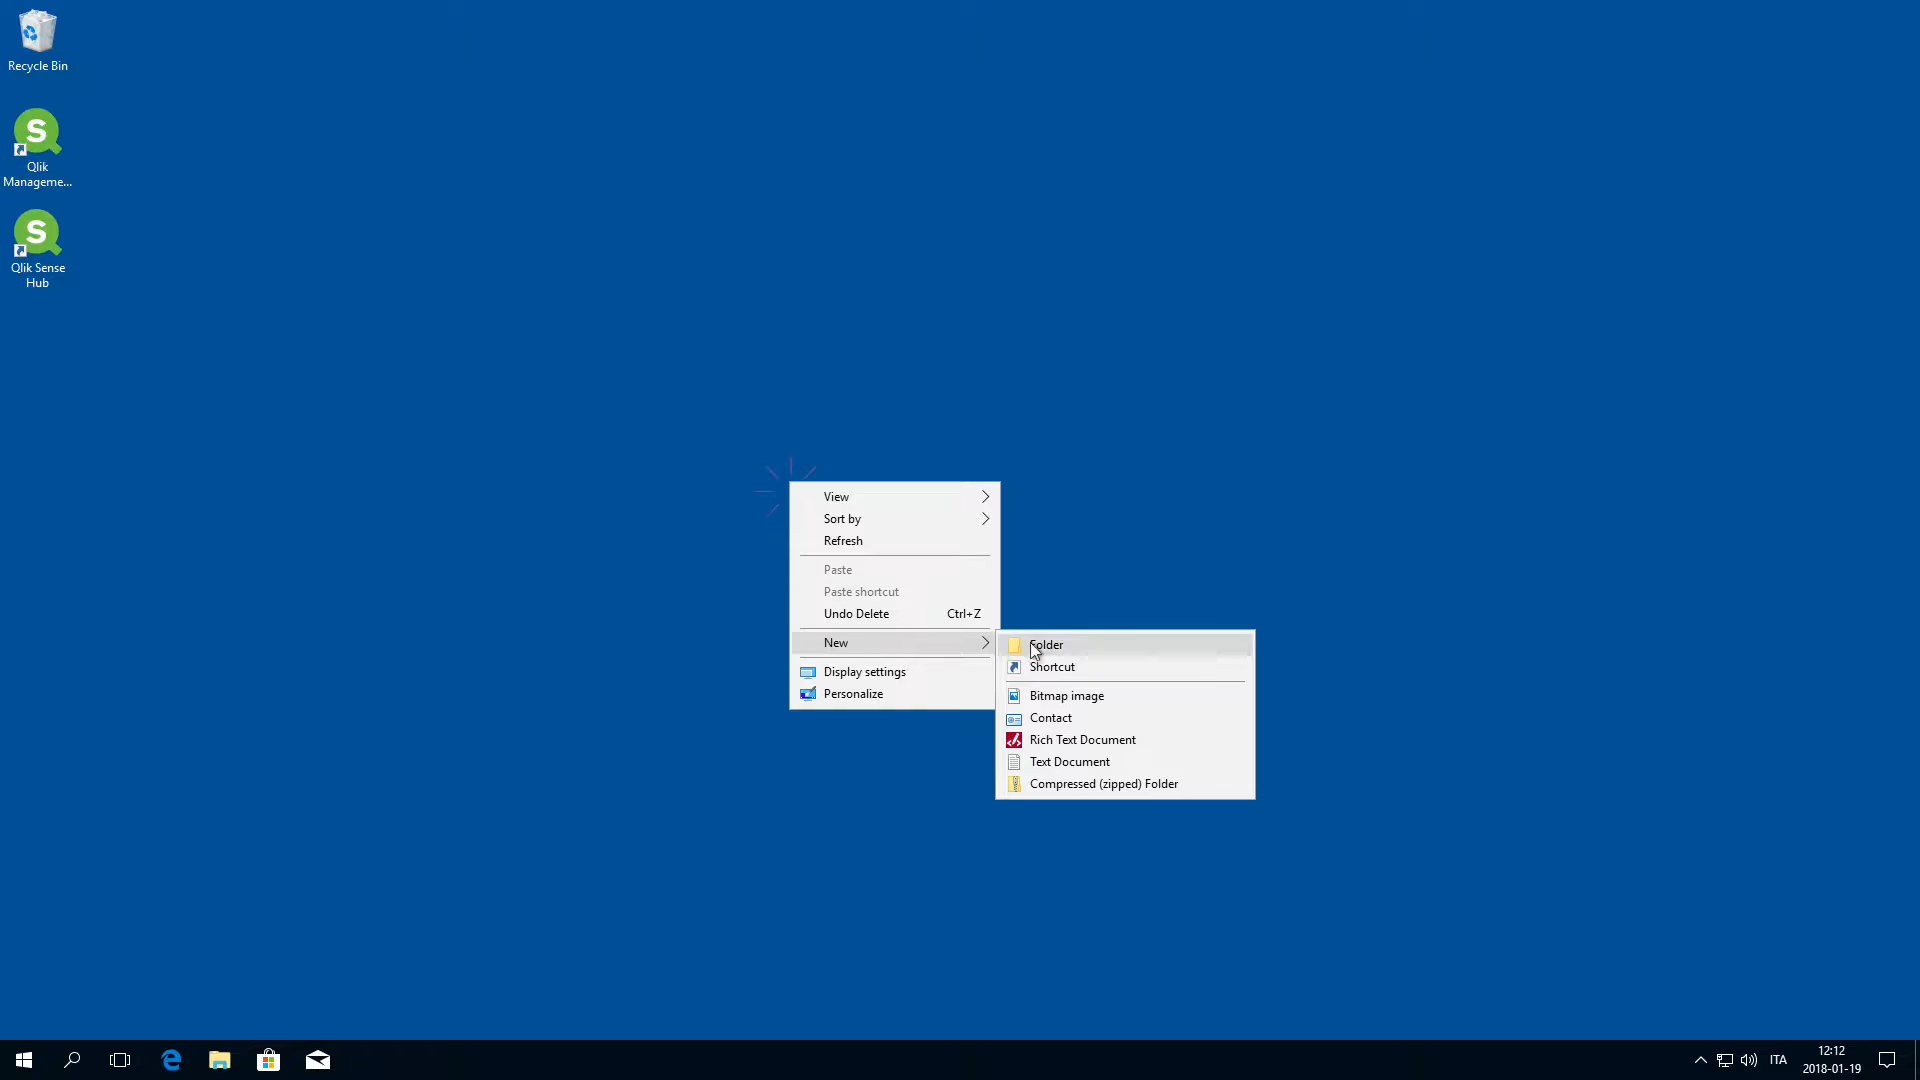 Recycle Bin
S
Qlik
Manageme...
S
Qlik Sense
Hub
View
Sort by
Refresh
Paste
Paste shortcut
Undo Delete Ctrl+Z
New
Display settings
Personalize
Folder
Shortcut
Bitmap image
Contact
Rich Text Document
Text Document
Compressed (zipped) Folder
ITA
12:12
2018-01-19